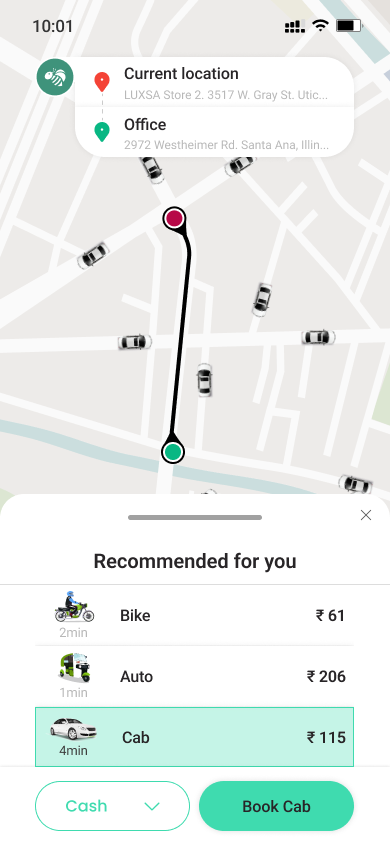 10:01
Current location
LUXSA Store 2. 3517 W. Gray St. Utic...
Office
2972 Westheimer Rd. Santa Ana, Illin...
Recommended for you
Bike
₹ 61
2min
Auto
₹ 206
1min
Cab
₹ 115
4min
Cash
Book Cab